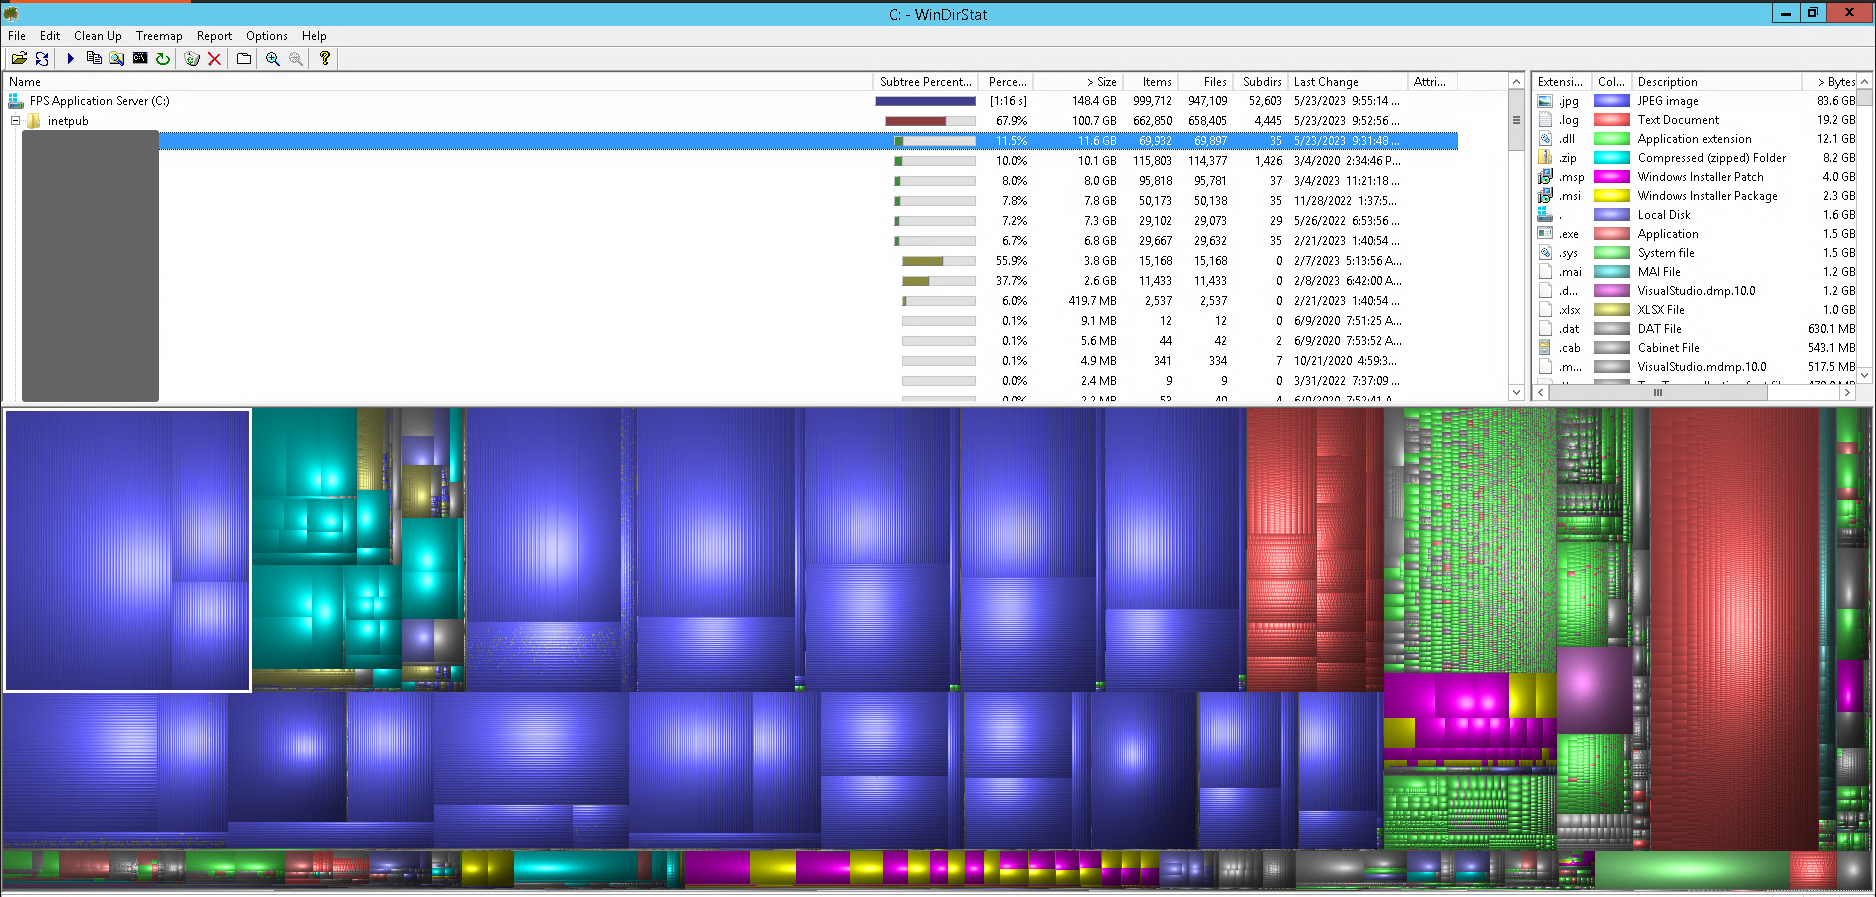 C: - WinDirStat
File Edit Clean Up Treemap Report Options Help
Name Subtree Percent... Perce... > Size Items Files Subdirs Last Change Attri...
FPS Application Server (C:) [1:16 s] 148.4 GB 999,712 947,109 52,603 5/23/2023 9:55:14 ...
inetpub 67.9% 100.7 GB 662,850 658,405 4,445 5/23/2023 9:52:56 ...
11.5% 11.6 GB 69,932 69,897 35 5/23/2023 9:31:48 ...
10.0% 10.1 GB 115,803 114,377 1,426 3/4/2020 2:34:46 P...
8.0% 8.0 GB 95,818 95,781 37 3/4/2023 11:21:18 ...
7.8% 7.8 GB 50,173 50,138 35 11/28/2022 1:37:5...
7.2% 7.3 GB 29,102 29,073 29 5/26/2022 6:53:56 ...
6.7% 6.8 GB 29,667 29,632 35 2/21/2023 1:40:54 ...
55.9% 3.8 GB 15,168 15,168 0 2/7/2023 5:13:56 A...
37.7% 2.6 GB 11,433 11,433 0 2/8/2023 6:42:00 A...
6.0% 419.7 MB 2,537 2,537 0 2/21/2023 1:40:54 ...
0.1% 9.1 MB 12 12 0 6/9/2020 7:51:25 A...
0.1% 5.6 MB 44 42 2 6/9/2020 7:53:52 A...
0.1% 4.9 MB 341 334 7 10/21/2020 4:59:3...
0.0% 2.4 MB 9 9 0 3/31/2022 7:37:09 ...
Extensi... Col... Description > Bytes
.jpg JPEG image 83.6 GB
.log Text Document 19.2 GB
.dll Application extension 12.1 GB
.zip Compressed (zipped) Folder 8.2 GB
.msp Windows Installer Patch 4.0 GB
.msi Windows Installer Package 2.3 GB
. Local Disk 1.6 GB
.exe Application 1.5 GB
.sys System file 1.5 GB
.mai MAI File 1.2 GB
.d... VisualStudio.dmp.10.0 1.2 GB
.xlsx XLSX File 1.0 GB
.dat DAT File 630.1 MB
.cab Cabinet File 543.1 MB
.m... VisualStudio.mdmp.10.0 517.5 MB